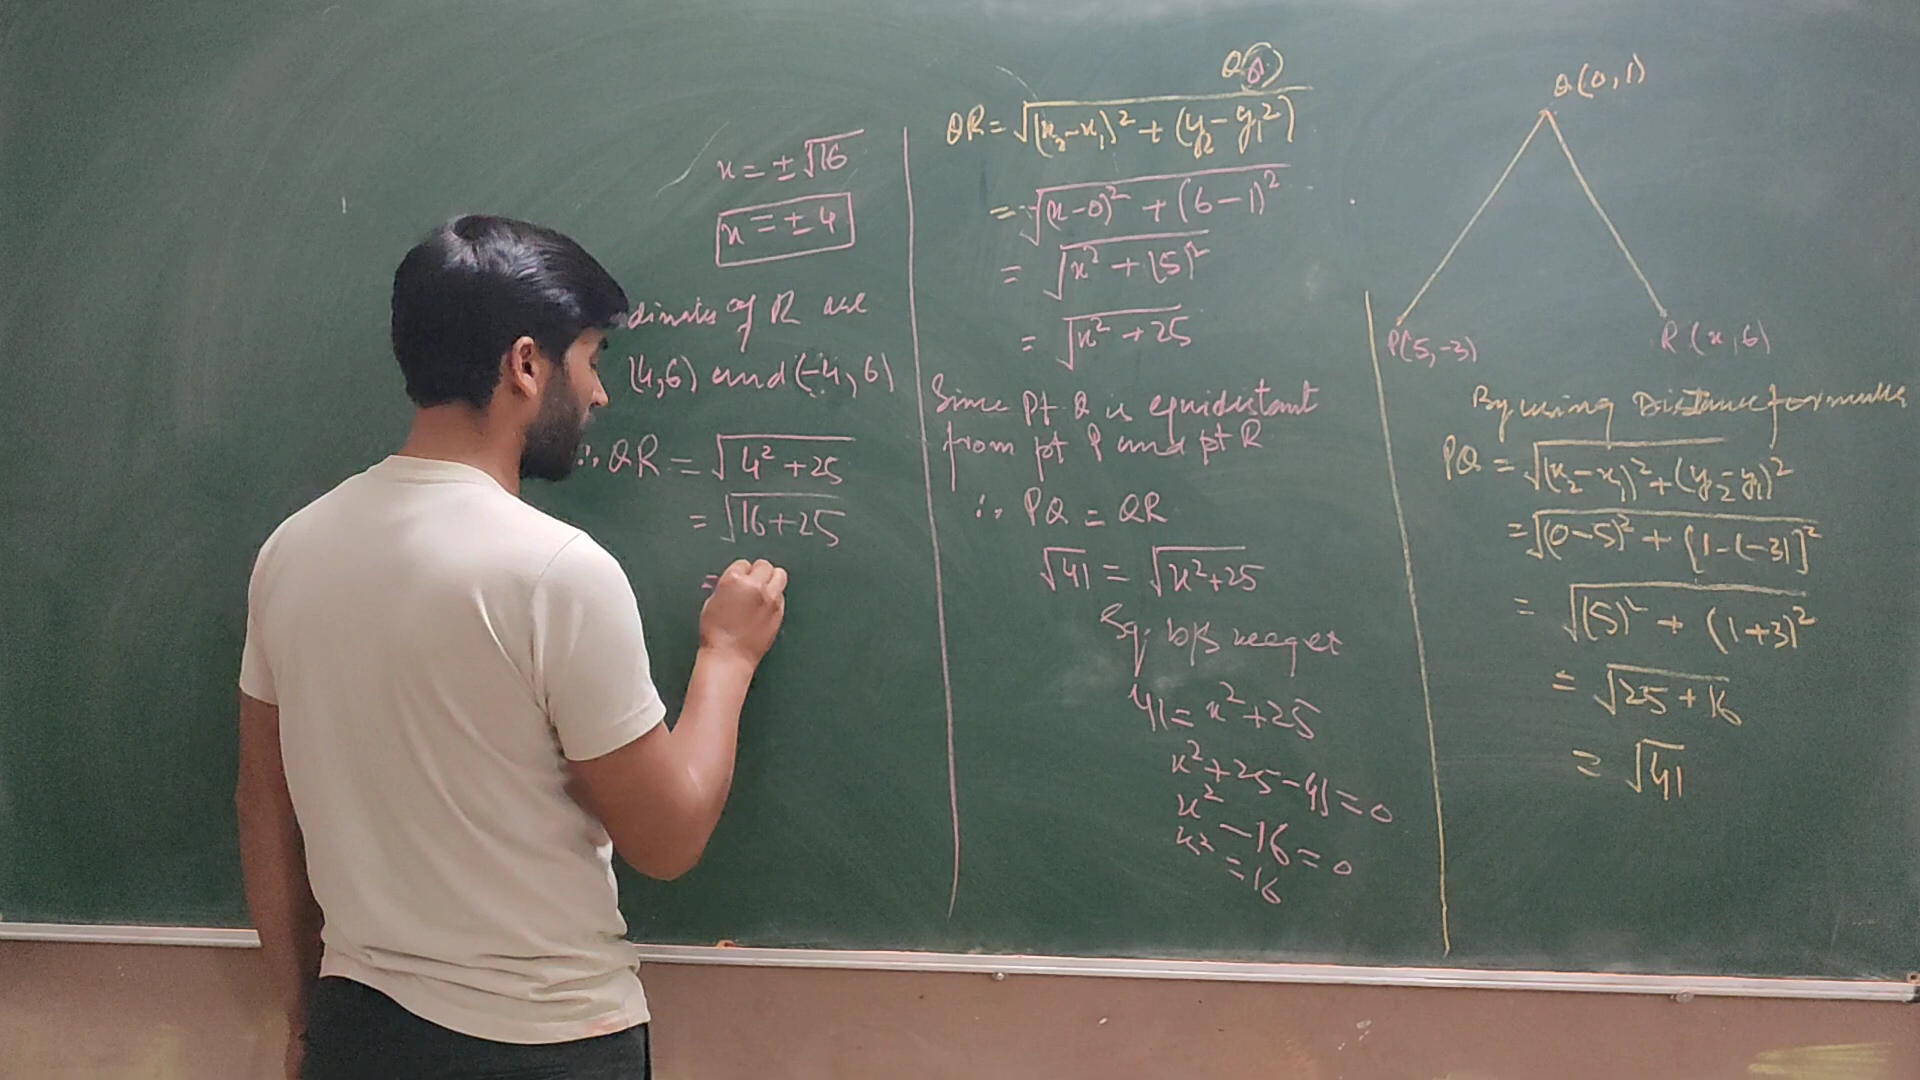 Q(0,1)
P(5,-3)
R(x,6)
By using Distance formula
PQ = √(x₂-x₁)²+(y₂-y₁)²
= √(0-5)² + [1-(-3)]²
= √(5)² + (1+3)²
= √25+16
= √41
QR = √(x₂-x₁)² + (y₂-y₁²)
= √(x-0)² + (6-1)²
= √x² + (5)²
= √x² + 25
Since Pt Q is equidistant
from pt P and pt R
∴ PQ = QR
√41 = √x²+25
Sq. b/s we get
41 = x²+25
x²+25-41=0
x²-16=0
x²=16
x = ± √16
x = ± 4
dinates of R are
(4,6) and (-4,6)
∴ QR = √4²+25
= √16+25
=